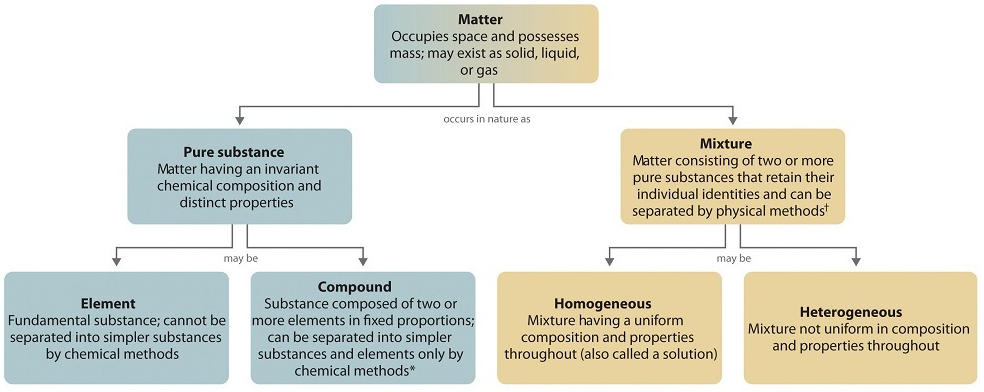 Matter
Occupies space and possesses
mass; may exist as solid, liquid,
or gas
occurs in nature as
Pure substance
Matter having an invariant
chemical composition and
distinct properties
Mixture
Matter consisting of two or more
pure substances that retain their
individual identities and can be
separated by physical methods†
may be
may be
Element
Fundamental substance; cannot be
separated into simpler substances
by chemical methods
Compound
Substance composed of two or
more elements in fixed proportions;
can be separated into simpler
substances and elements only by
chemical methods*
Homogeneous
Mixture having a uniform
composition and properties
throughout (also called a solution)
Heterogeneous
Mixture not uniform in composition
and properties throughout